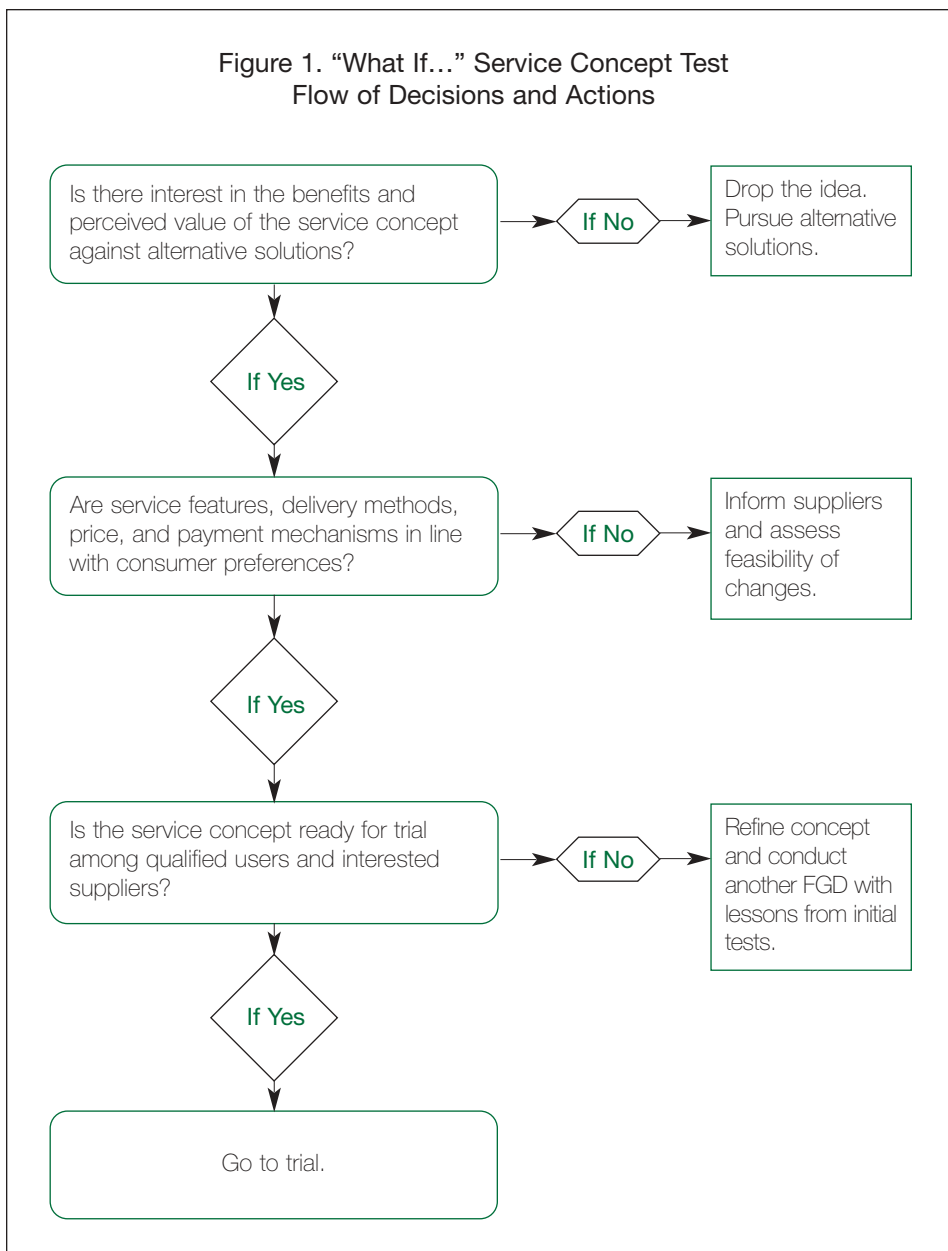 Figure 1. “What If…” Service Concept Test
Flow of Decisions and Actions
Is there interest in the benefits and
perceived value of the service concept
against alternative solutions?
If No
Drop the idea.
Pursue alternative
solutions.
If Yes
Are service features, delivery methods,
price, and payment mechanisms in line
with consumer preferences?
If No
Inform suppliers
and assess
feasibility of
changes.
If Yes
Is the service concept ready for trial
among qualified users and interested
suppliers?
If No
Refine concept
and conduct
another FGD with
lessons from initial
tests.
If Yes
Go to trial.